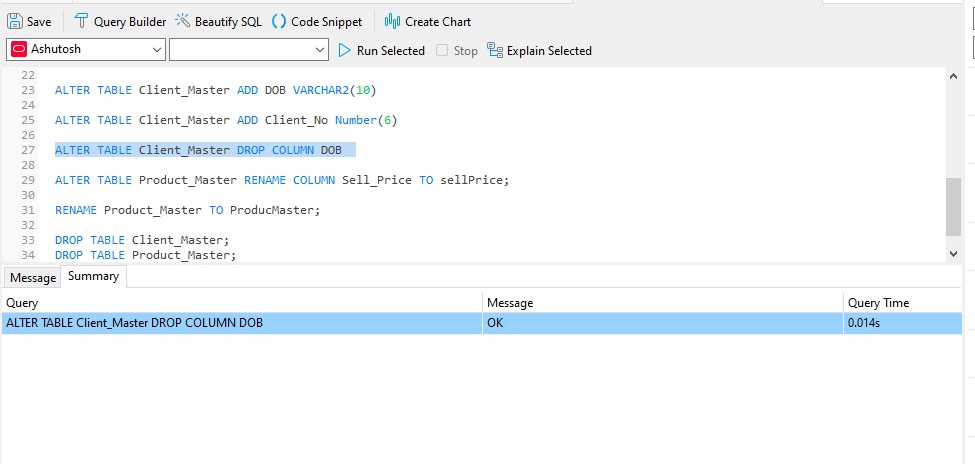 Save Query Builder Beautify SQL () Code Snippet Create Chart
Ashutosh Run Selected Stop Explain Selected
22
23 ALTER TABLE Client_Master ADD DOB VARCHAR2(10)
24
25 ALTER TABLE Client_Master ADD Client_No Number(6)
26
27 ALTER TABLE Client_Master DROP COLUMN DOB
28
29 ALTER TABLE Product_Master RENAME COLUMN Sell_Price TO sellPrice;
30
31 RENAME Product_Master TO ProducMaster;
32
33 DROP TABLE Client_Master;
34 DROP TABLE Product_Master;
Message Summary
Query Message Query Time
ALTER TABLE Client_Master DROP COLUMN DOB OK 0.014s